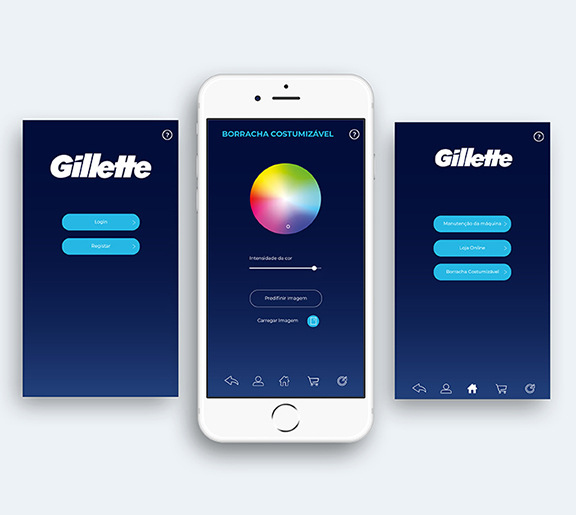 ?
Gillette
Login
Registar
BORRACHA COSTUMIZÁVEL
?
Intensidade da cor
Predifinir Imagem
Carregar Imagem
?
Gillette
Manutenção da máquina
Loja Online
Borracha Costumizável